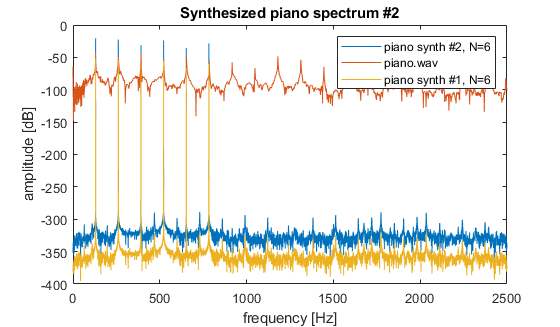 Synthesized piano spectrum #2
0
-50
-100
-150
-200
-250
-300
-350
-400
amplitude [dB]
piano synth #2, N=6
piano.wav
piano synth #1, N=6
0
500
1000
1500
2000
2500
frequency [Hz]